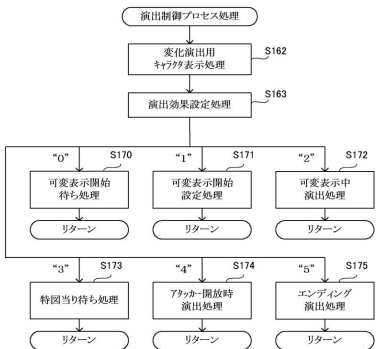 演出制御プロセス処理
変化演出用
キャラクタ表示処理
S162
演出効果設定処理
S163
“0”
S170
“1”
S171
“2”
S172
可変表示開始
待ち処理
可変表示開始
設定処理
可変表示中
演出処理
リターン
リターン
リターン
“3”
S173
“4”
S174
“5”
S175
特図当り待ち処理
アタッカー開放時
演出処理
エンディング
演出処理
リターン
リターン
リターン